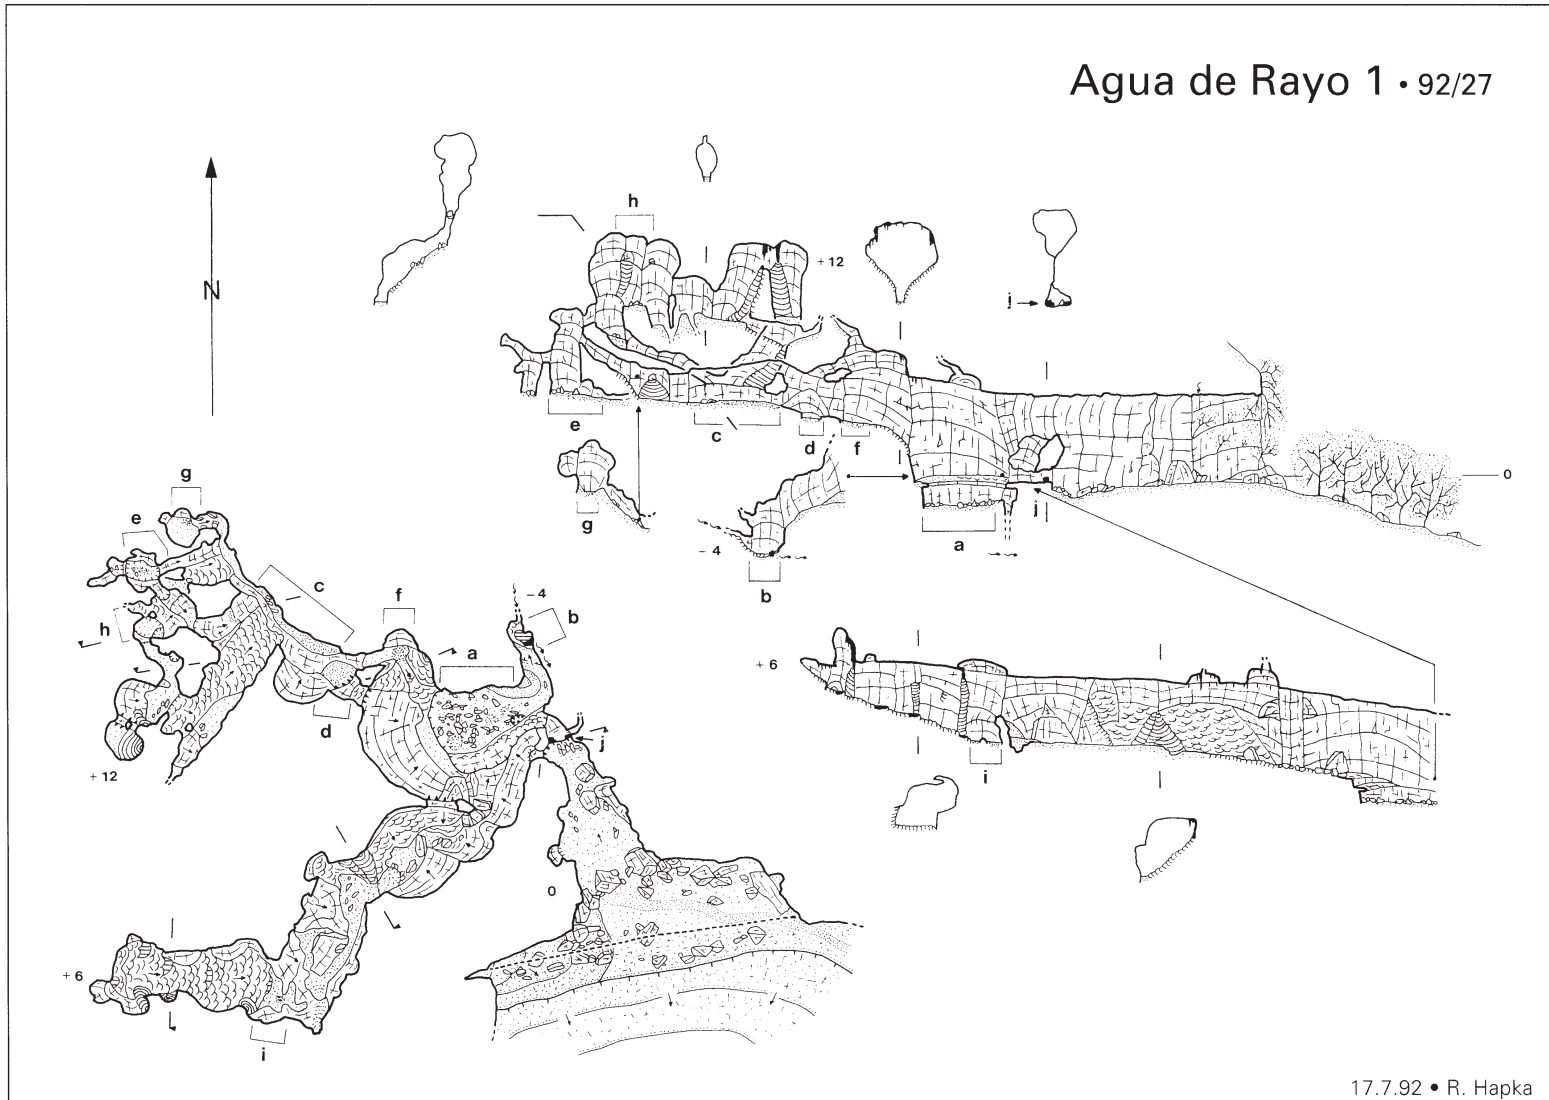 Agua de Rayo 1 • 92/27
N
h
+ 12
j
e
c
d
f
g
0
a
j
- 4
b
g
e
c
f
- 4
b
h
a
d
j
+ 12
+ 6
i
0
+ 6
i
17.7.92 • R. Hapka